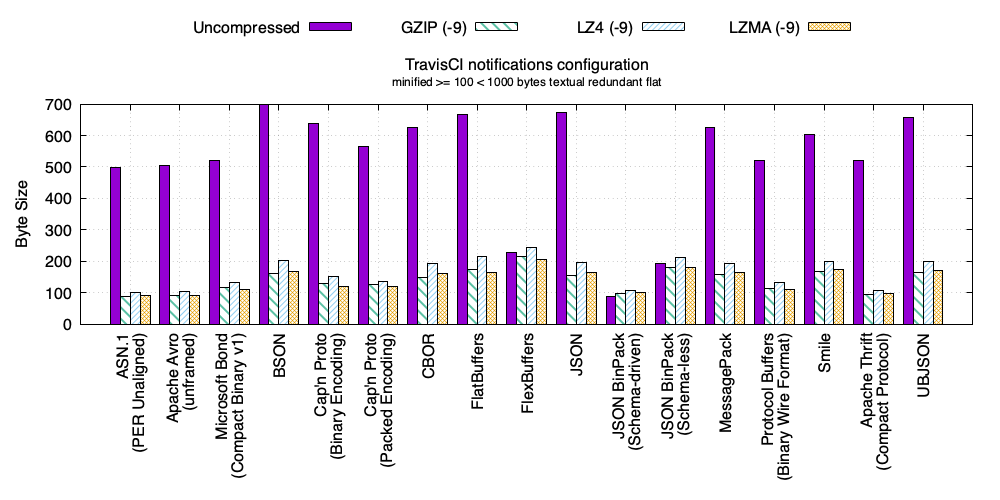 Uncompressed GZIP (-9) LZ4 (-9) LZMA (-9)
TravisCI notifications configuration
minified >= 100 < 1000 bytes textual redundant flat
Byte Size
700
600
500
400
300
200
100
0
ASN.1
(PER Unaligned)
Apache Avro
(unframed)
Microsoft Bond
(Compact Binary v1)
BSON
Cap'n Proto
(Binary Encoding)
Cap'n Proto
(Packed Encoding)
CBOR
FlatBuffers
FlexBuffers
JSON
JSON BinPack
(Schema-driven)
JSON BinPack
(Schema-less)
MessagePack
Protocol Buffers
(Binary Wire Format)
Smile
Apache Thrift
(Compact Protocol)
UBJSON